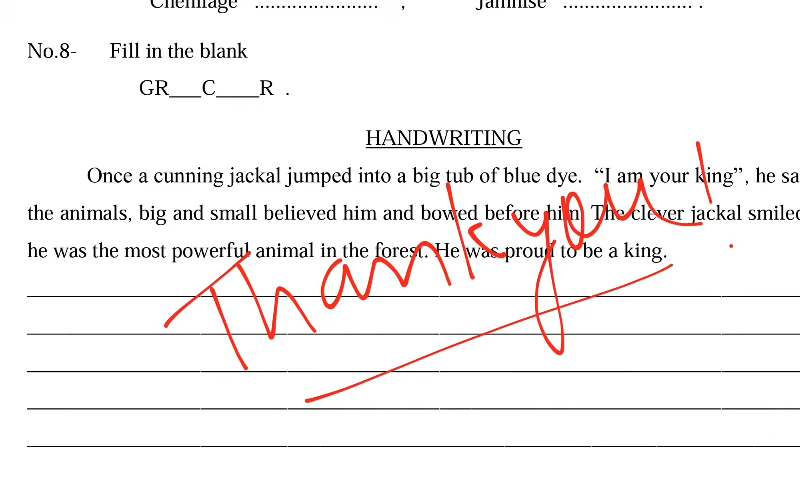 Chemiage ....................... , Jamnise ........................ .
No.8- Fill in the blank
GR___C____R .
HANDWRITING
Once a cunning jackal jumped into a big tub of blue dye. “I am your king”, he sa
the animals, big and small believed him and bowed before him. The clever jackal smiled
he was the most powerful animal in the forest. He was proud to be a king.
Thank you!